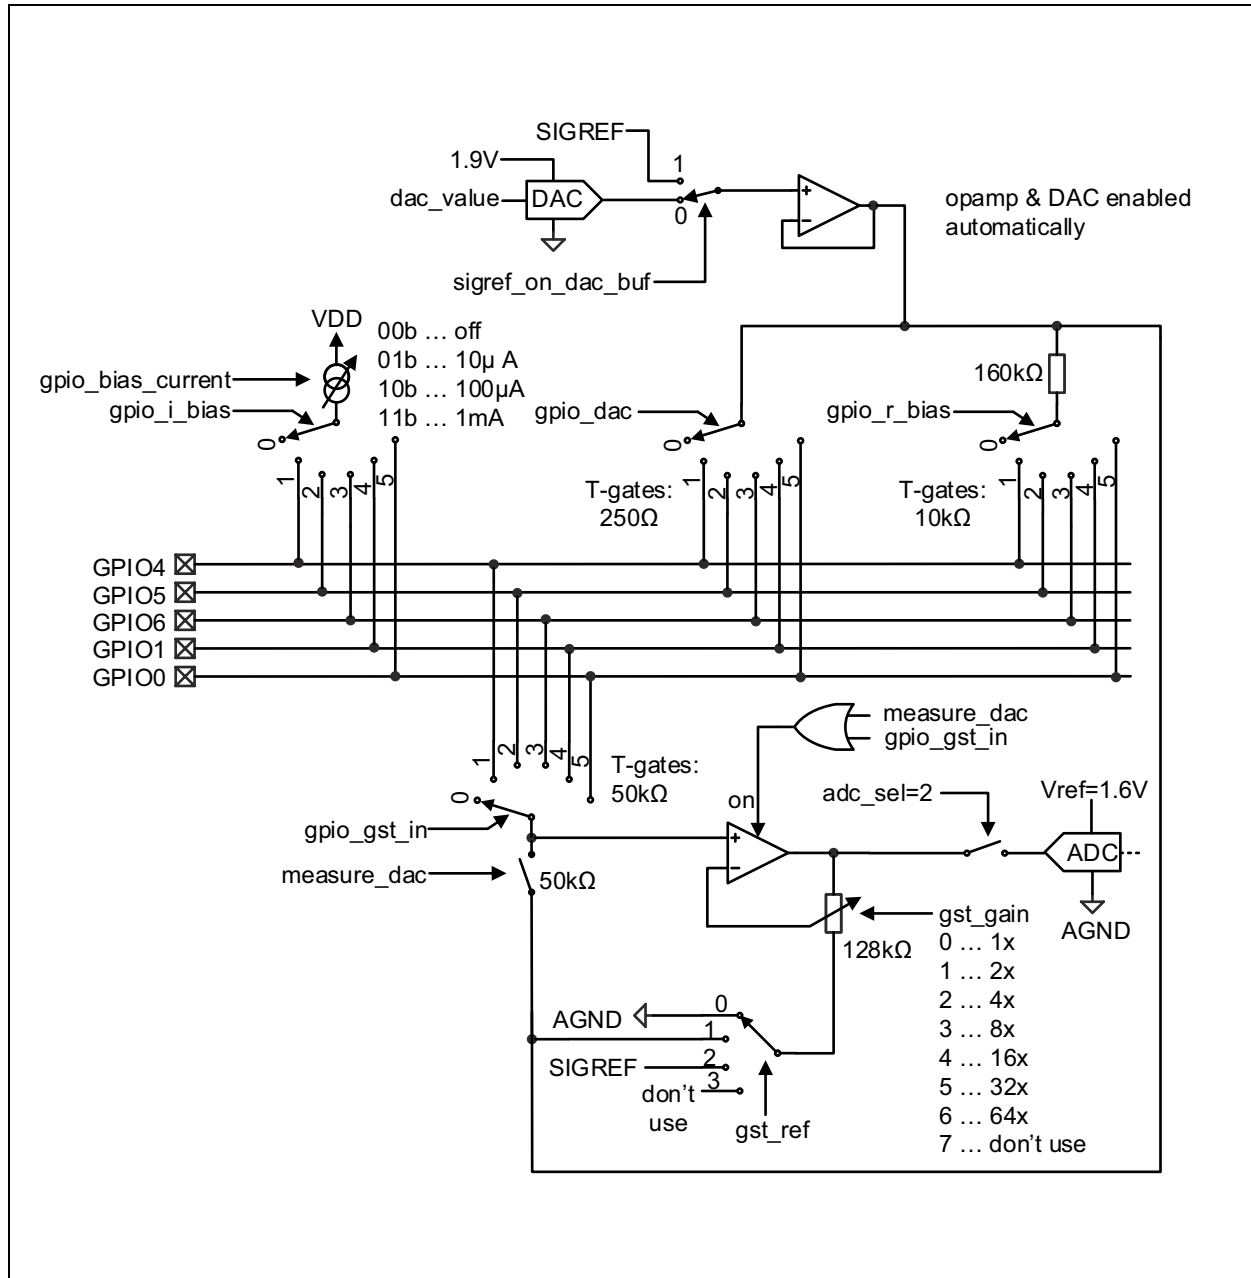 SIGREF
1
1.9V
dac_value
DAC
0
opamp & DAC enabled
automatically
sigref_on_dac_buf
VDD
00b … off
01b … 10µ A
10b … 100µA
11b … 1mA
gpio_bias_current
gpio_i_bias
0
1
2
3
4
5
gpio_dac
0
T-gates:
250Ω
1
2
3
4
5
160kΩ
gpio_r_bias
0
T-gates:
10kΩ
1
2
3
4
5
GPIO4
GPIO5
GPIO6
GPIO1
GPIO0
1
2
3
4
5
T-gates:
50kΩ
0
gpio_gst_in
measure_dac
50kΩ
measure_dac
gpio_gst_in
on
+
−
adc_sel=2
Vref=1.6V
ADC
AGND
gst_gain
0 … 1x
1 … 2x
2 … 4x
3 … 8x
4 … 16x
5 … 32x
6 … 64x
7 … don't use
128kΩ
AGND
0
1
SIGREF
2
don't
use
3
gst_ref